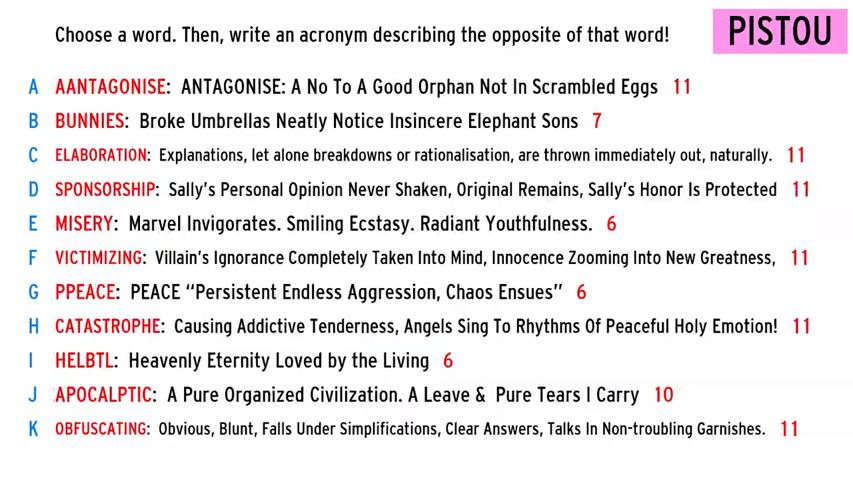 Choose a word. Then, write an acronym describing the opposite of that word!
PISTOU
A AANTAGONISE: ANTAGONISE: A No To A Good Orphan Not In Scrambled Eggs 11
B BUNNIES: Broke Umbrellas Neatly Notice Insincere Elephant Sons 7
C ELABORATION: Explanations, let alone breakdowns or rationalisation, are thrown immediately out, naturally. 11
D SPONSORSHIP: Sally's Personal Opinion Never Shaken, Original Remains, Sally's Honor Is Protected 11
E MISERY: Marvel Invigorates. Smiling Ecstasy. Radiant Youthfulness. 6
F VICTIMIZING: Villain's Ignorance Completely Taken Into Mind, Innocence Zooming Into New Greatness, 11
G PPEACE: PEACE “Persistent Endless Aggression, Chaos Ensues” 6
H CATASTROPHE: Causing Addictive Tenderness, Angels Sing To Rhythms Of Peaceful Holy Emotion! 11
I HELBTL: Heavenly Eternity Loved by the Living 6
J APOCALPTIC: A Pure Organized Civilization. A Leave & Pure Tears I Carry 10
K OBFUSCATING: Obvious, Blunt, Falls Under Simplifications, Clear Answers, Talks In Non-troubling Garnishes. 11